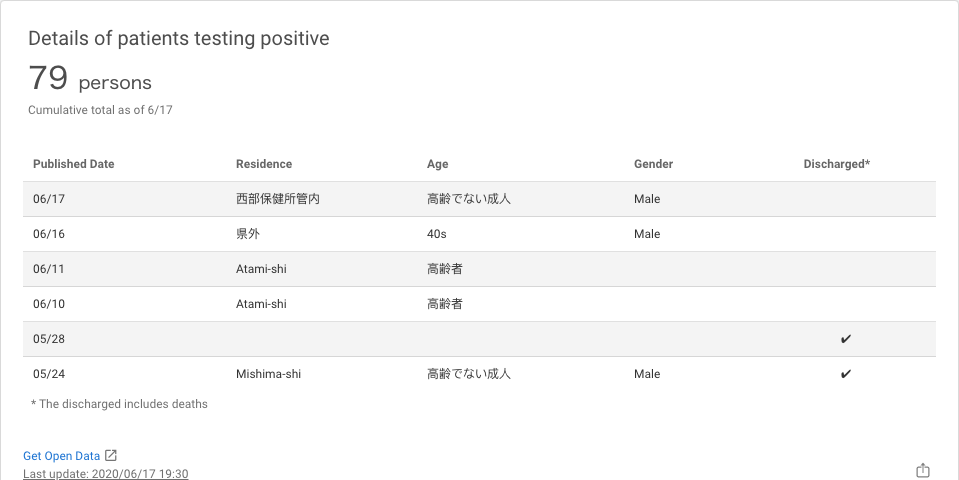 Details of patients testing positive
79 persons
Cumulative total as of 6/17
Published Date Residence Age Gender Discharged*
06/17 西部保健所管内 高齢でない成人 Male
06/16 県外 40s Male
06/11 Atami-shi 高齢者
06/10 Atami-shi 高齢者
05/28 ✔
05/24 Mishima-shi 高齢でない成人 Male ✔
* The discharged includes deaths
Get Open Data
Last update: 2020/06/17 19:30